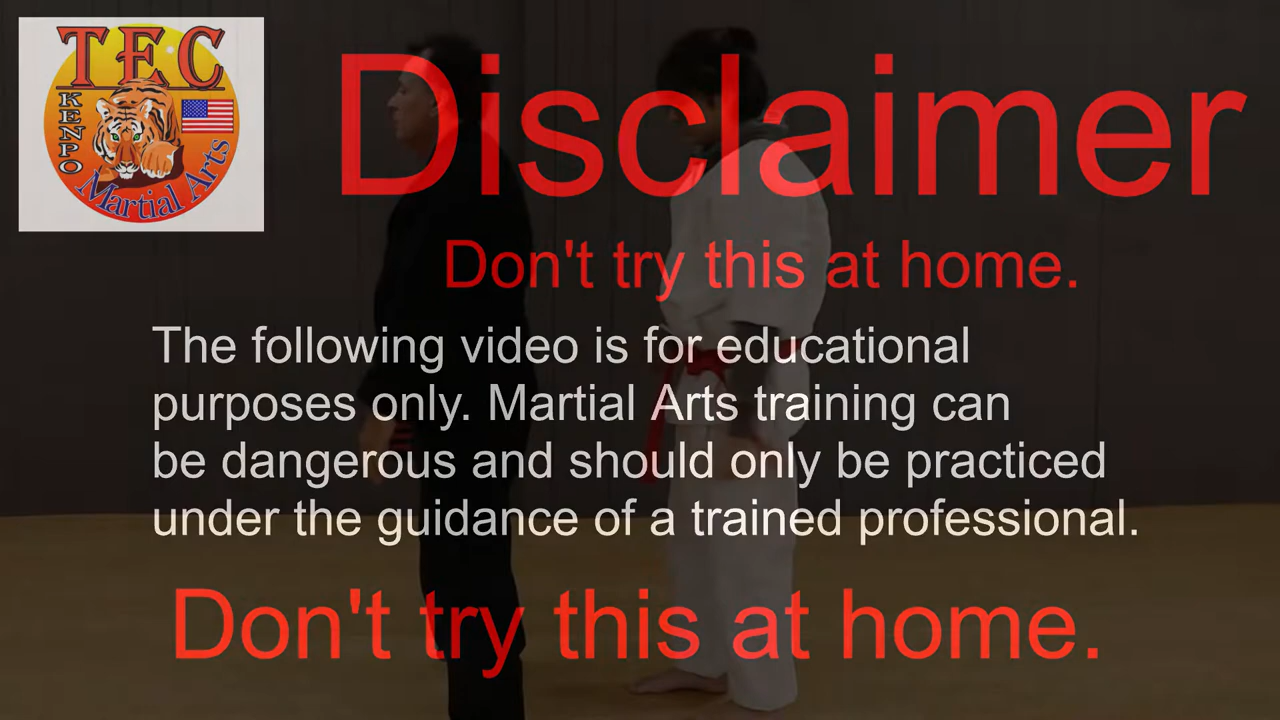 TEC
KENPO
Martial Arts
Disclaimer
Don't try this at home.
The following video is for educational
purposes only. Martial Arts training can
be dangerous and should only be practiced
under the guidance of a trained professional.
Don't try this at home.